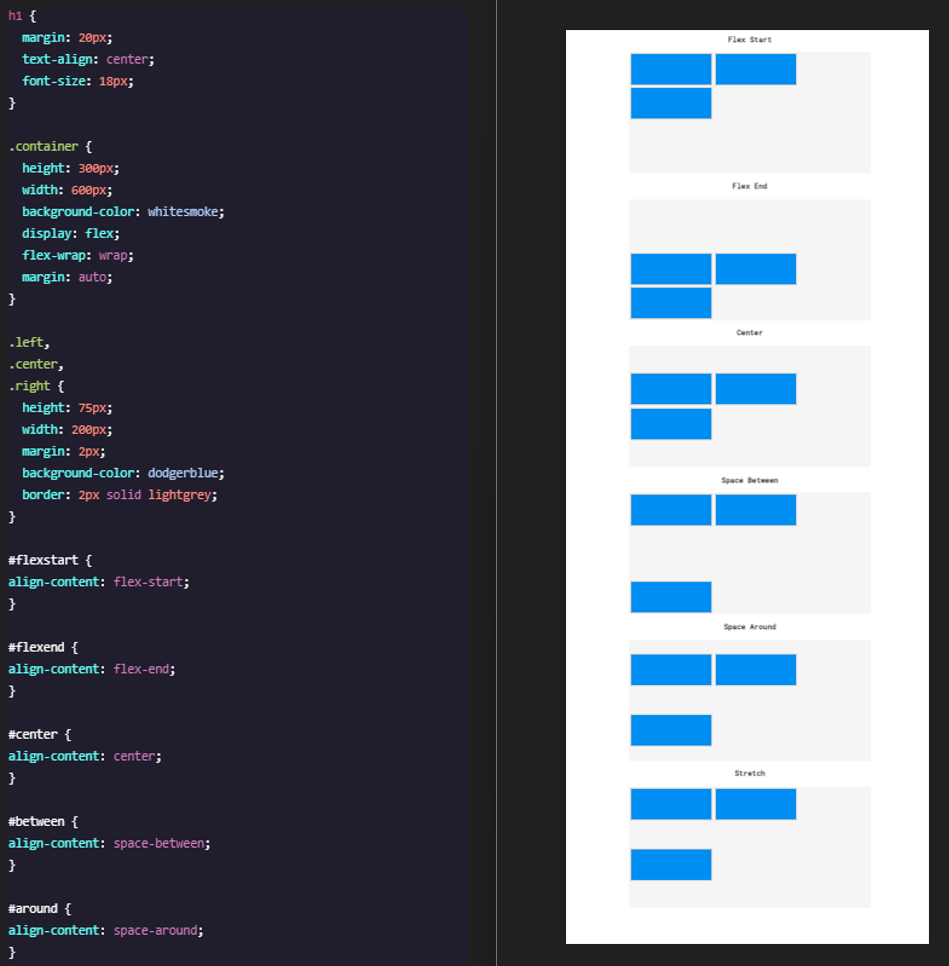 h1 {
  margin: 20px;
  text-align: center;
  font-size: 18px;
}

.container {
  height: 300px;
  width: 600px;
  background-color: whitesmoke;
  display: flex;
  flex-wrap: wrap;
  margin: auto;
}

.left,
.center,
.right {
  height: 75px;
  width: 200px;
  margin: 2px;
  background-color: dodgerblue;
  border: 2px solid lightgrey;
}

#flexstart {
align-content: flex-start;
}

#flexend {
align-content: flex-end;
}

#center {
align-content: center;
}

#between {
align-content: space-between;
}

#around {
align-content: space-around;
}
Flex Start
Flex End
Center
Space Between
Space Around
Stretch